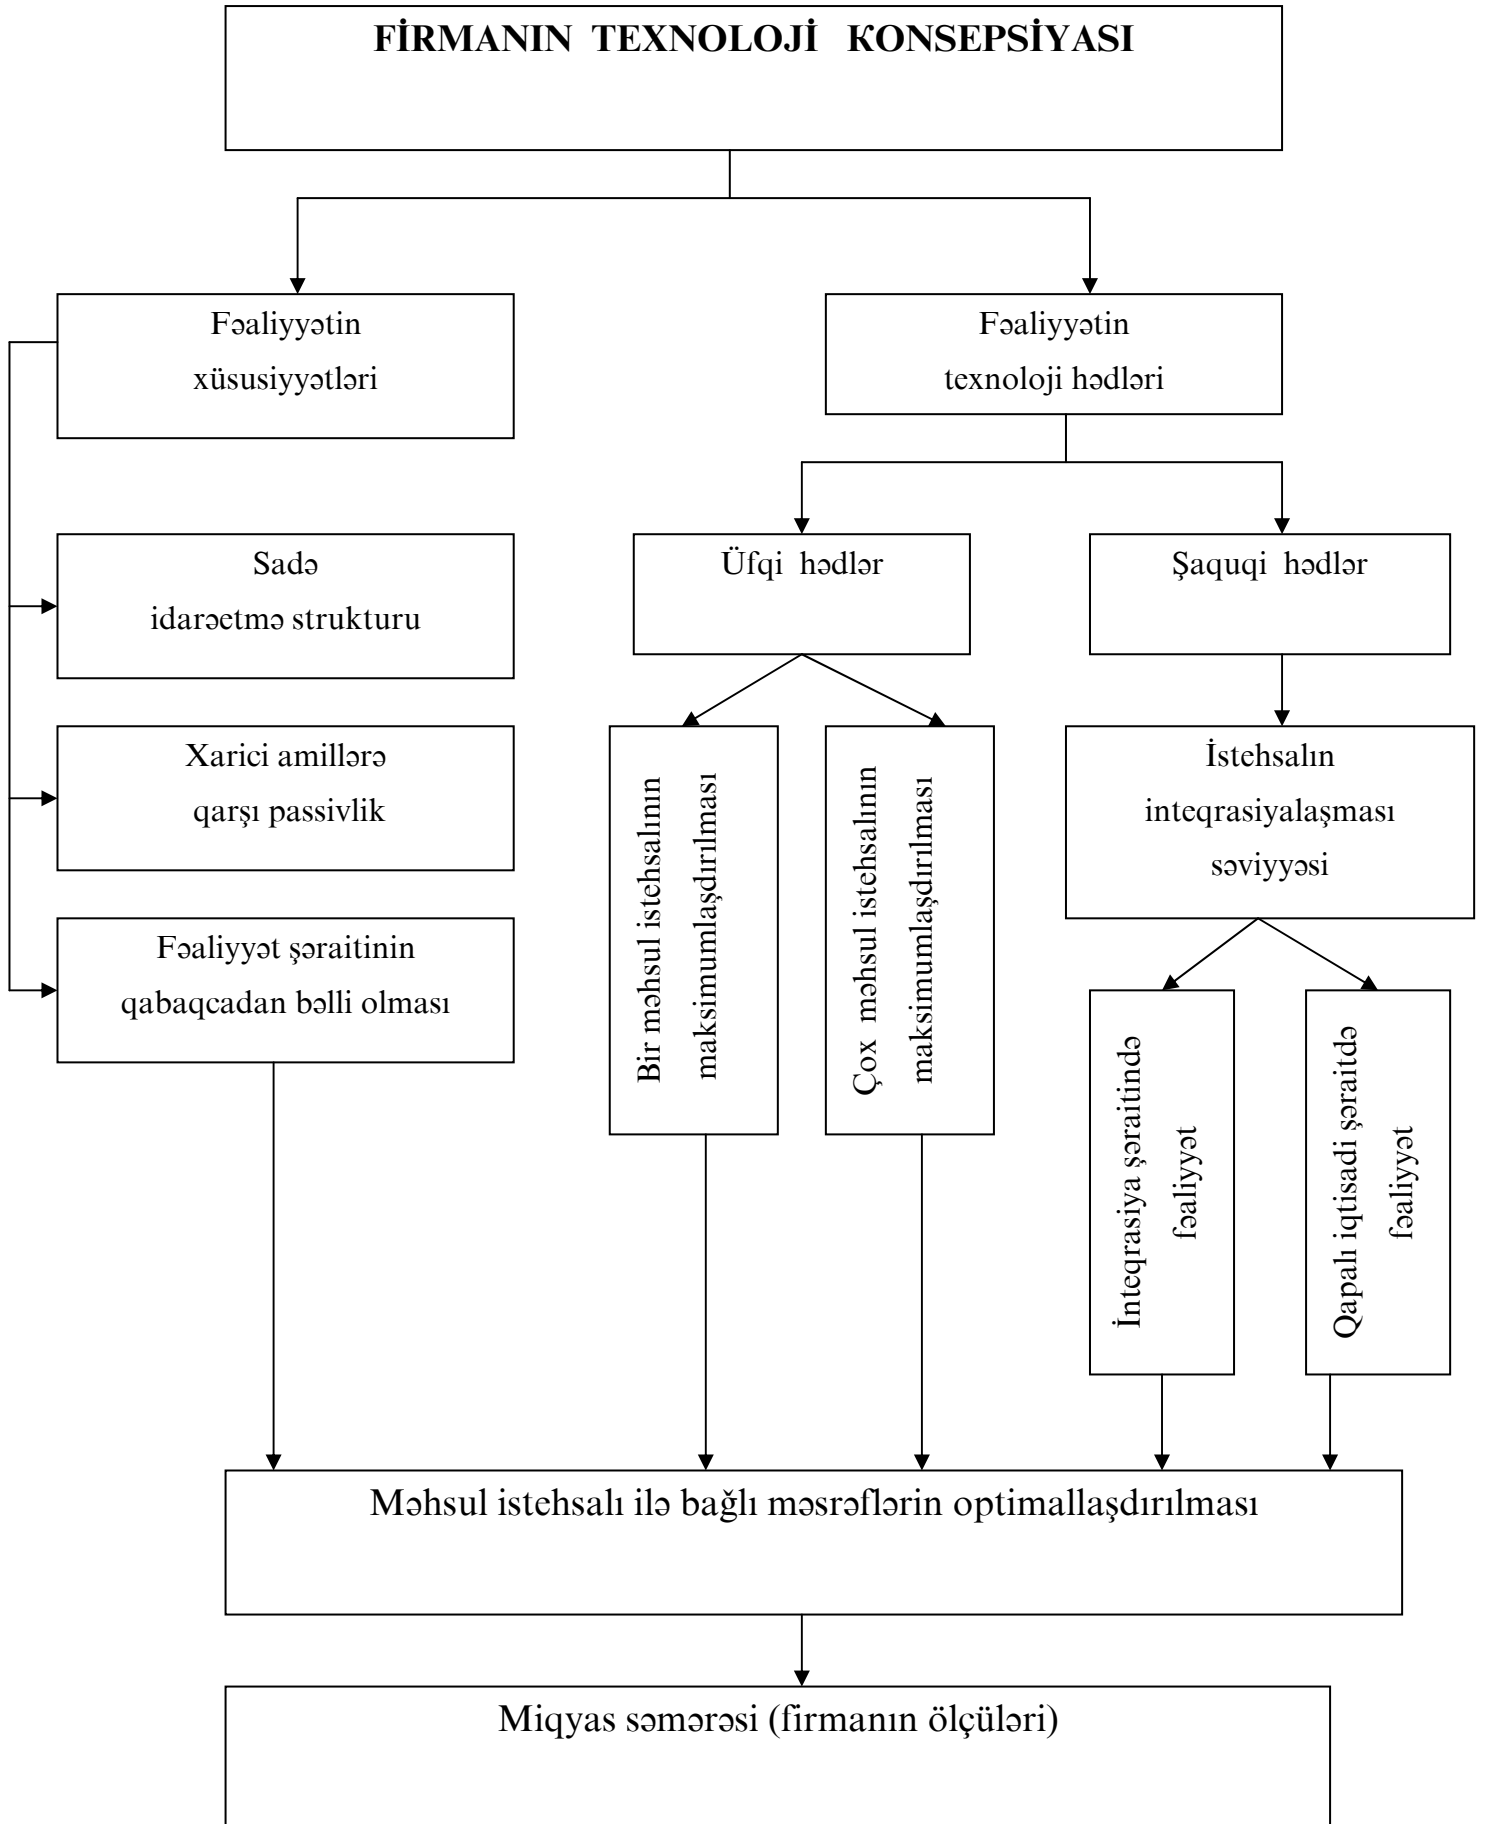 FİRMANIN TEXNOLOJİ KONSEPSİYASI
Fəaliyyətin
xüsusiyyətləri
Fəaliyyətin
texnoloji hədləri
Sadə
idarəetmə strukturu
Üfqi hədlər
Şaquqi hədlər
Xarici amillərə
qarşı passivlik
Bir məhsul istehsalının
maksimumlaşdırılması
Çox məhsul istehsalının
maksimumlaşdırılması
İstehsalın
inteqrasiyalaşması
səviyyəsi
Fəaliyyət şəraitinin
qabaqcadan bəlli olması
İnteqrasiya şəraitində
fəaliyyət
Qapalı iqtisadi şəraitdə
fəaliyyət
Məhsul istehsalı ilə bağlı məsrəflərin optimallaşdırılması
Miqyas səmərəsi (firmanın ölçüləri)